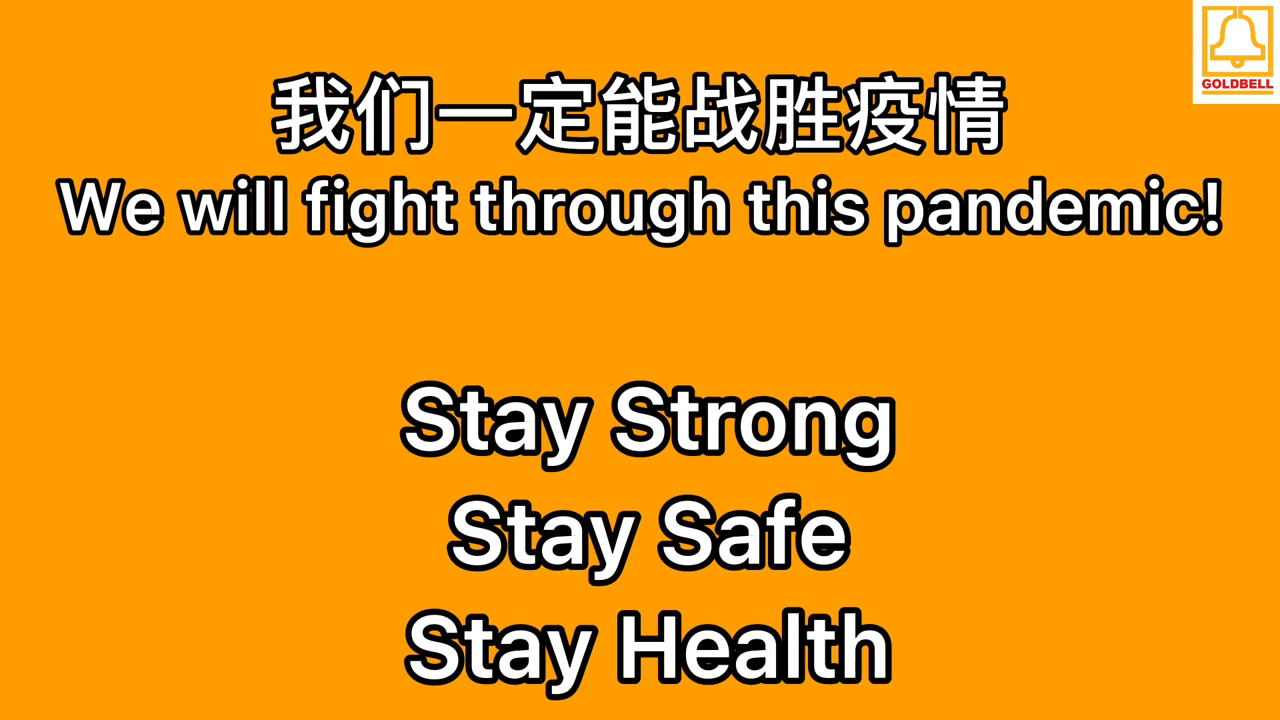 GOLDBELL
我们一定能战胜疫情
We will fight through this pandemic!
Stay Strong
Stay Safe
Stay Health